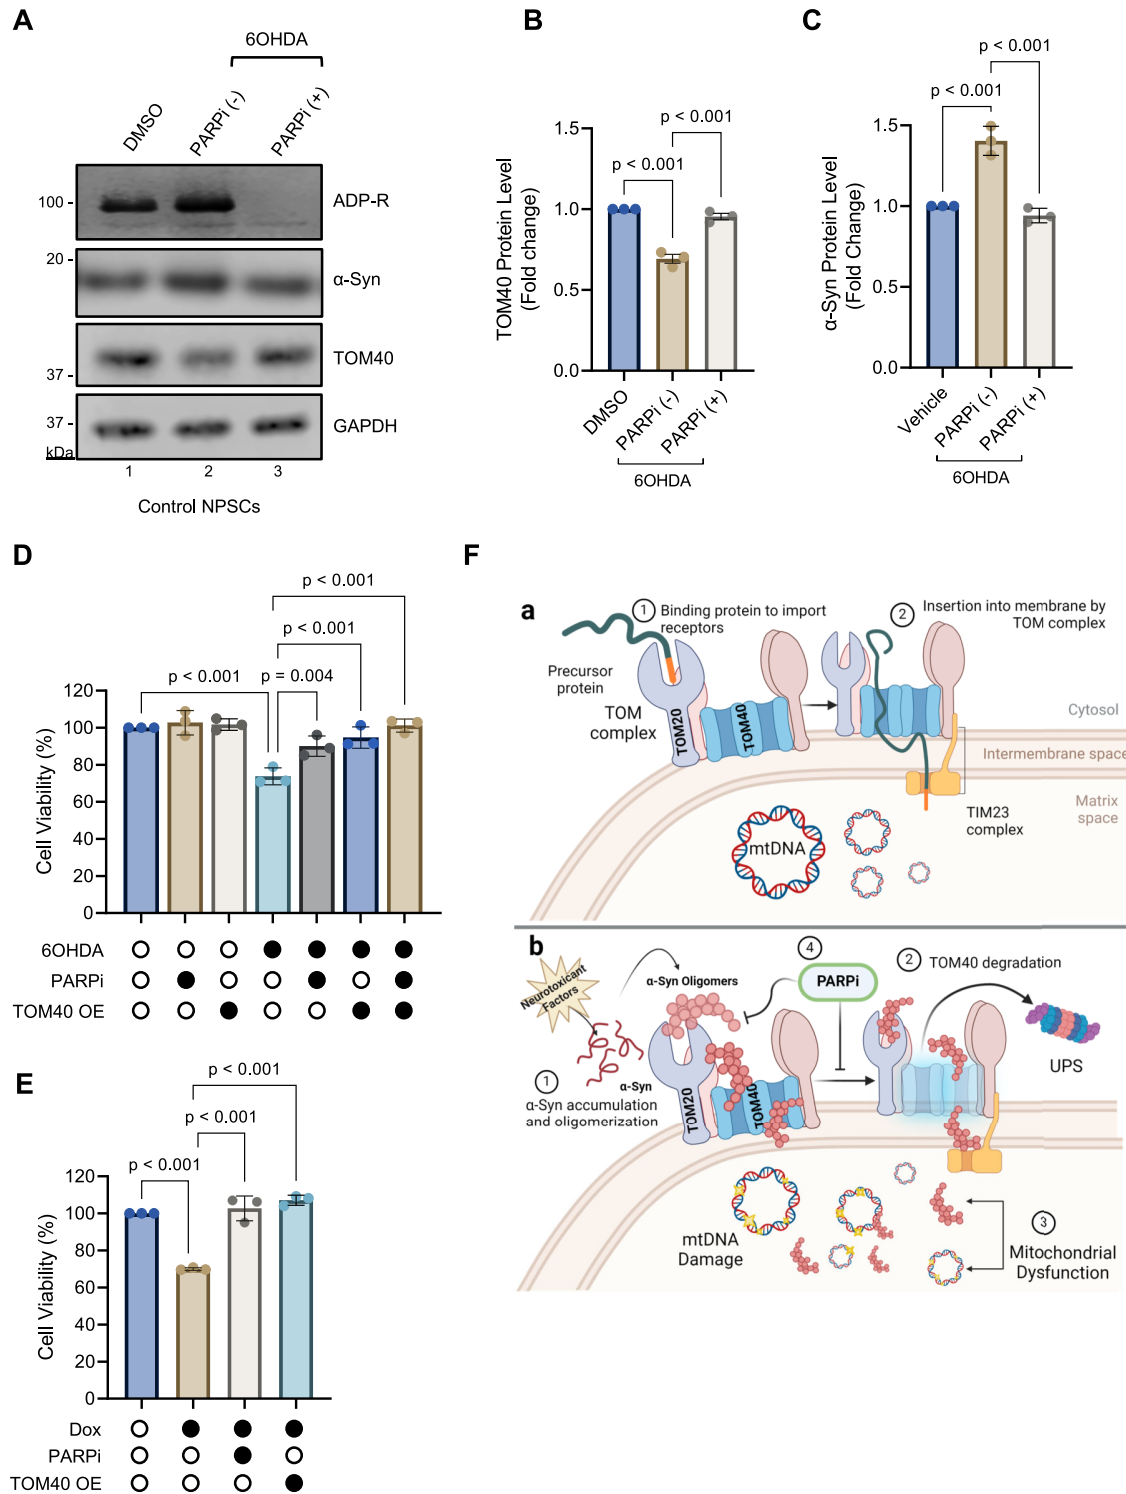 A
6OHDA
DMSO
PARPi (-)
PARPi (+)
100 -
ADP-R
20 -
α-Syn
TOM40
37 -
37 -
GAPDH
kDa
1 2 3
Control NPSCs
B
p < 0.001
p < 0.001
TOM40 Protein Level
(Fold change)
1.5
1.0
0.5
0.0
DMSO
PARPi (-)
PARPi (+)
6OHDA
C
p < 0.001
p < 0.001
α-Syn Protein Level
(Fold Change)
1.5
1.0
0.5
0.0
Vehicle
PARPi (-)
PARPi (+)
6OHDA
D
p < 0.001
p < 0.001
p < 0.001
p = 0.004
Cell Viability (%)
120
100
80
60
40
20
0
6OHDA
PARPi
TOM40 OE
E
p < 0.001
p < 0.001
p < 0.001
Cell Viability (%)
120
100
80
60
40
20
0
Dox
PARPi
TOM40 OE
F
a
1 Binding protein to import
receptors
2 Insertion into membrane by
TOM complex
Precursor
protein
TOM
complex
TOM20
TOM40
Cytosol
Intermembrane space
Matrix
space
TIM23
complex
mtDNA
b
Neurotoxicant
Factors
α-Syn Oligomers
4
PARPi
2 TOM40 degradation
UPS
α-Syn
1
α-Syn accumulation
and oligomerization
TOM20
TOM40
mtDNA
Damage
3
Mitochondrial
Dysfunction